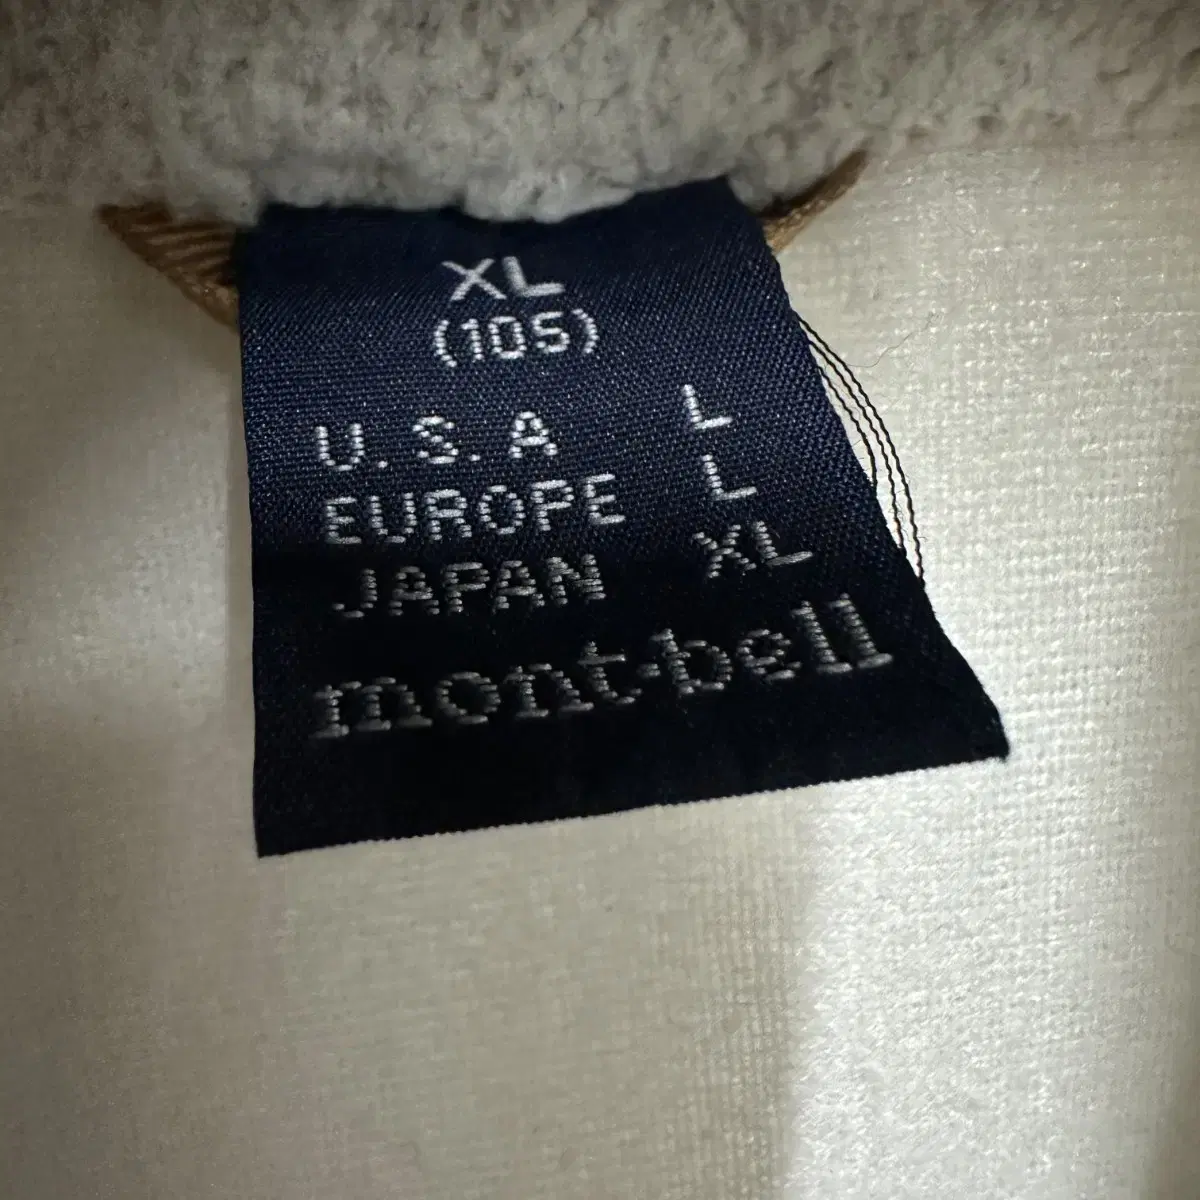 XL
(105)
U.S.A L
EUROPE L
JAPAN XL
mont-bell